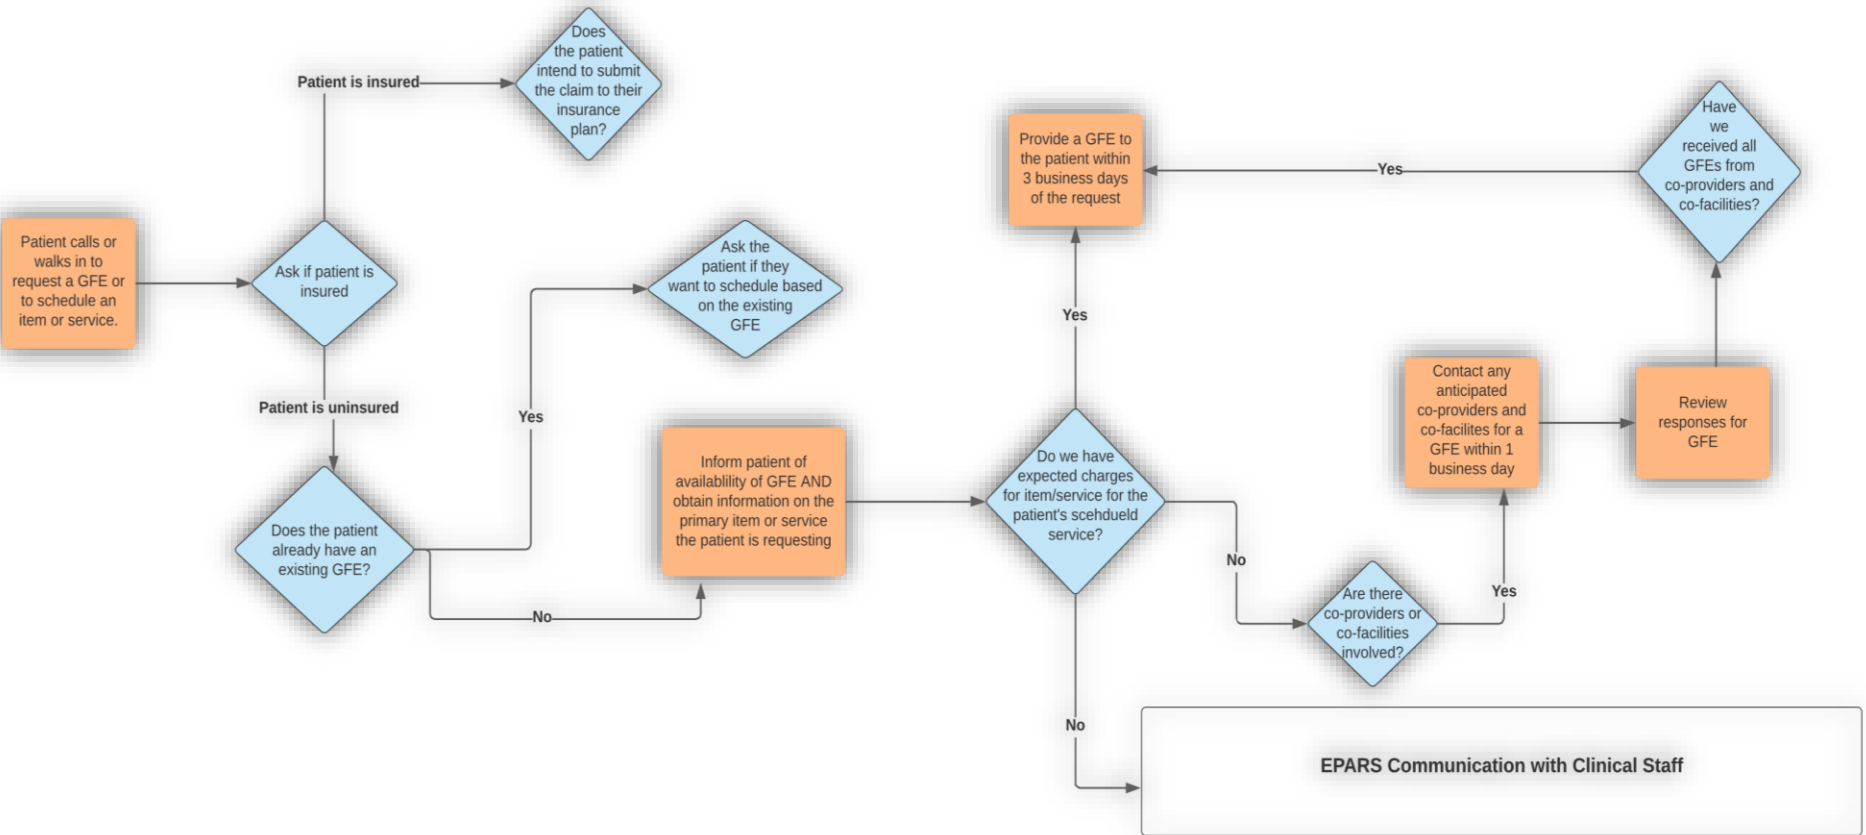 Does
the patient
intend to submit
the claim to their
insurance
plan?
Patient is insured
Patient calls or
walks in to
request a GFE or
to schedule an
item or service.
Ask if patient is
insured
Patient is uninsured
Does the patient
already have an
existing GFE?
Yes
No
Ask the
patient if they
want to schedule based
on the existing
GFE
Inform patient of
availablility of GFE AND
obtain information on the
primary item or service
the patient is requesting
Provide a GFE to
the patient within
3 business days
of the request
Yes
Do we have
expected charges
for item/service for the
patient's scehdueld
service?
No
No
Are there
co-providers or
co-facilities
involved?
Yes
Contact any
anticipated
co-providers and
co-facilites for a
GFE within 1
business day
Review
responses for
GFE
Have
we
received all
GFEs from
co-providers and
co-facilities?
Yes
EPARS Communication with Clinical Staff